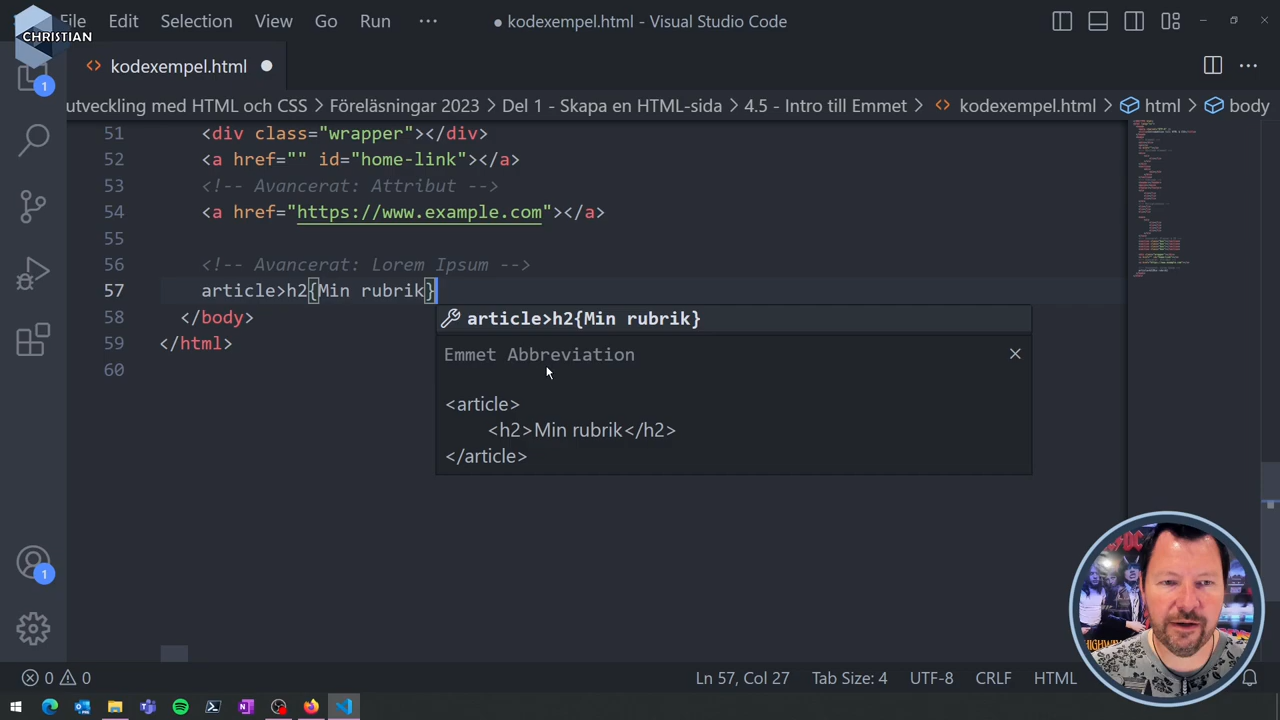 File Edit Selection View Go Run ··· ● kodexempel.html - Visual Studio Code
CHRISTIAN
kodexempel.html
utveckling med HTML och CSS > Föreläsningar 2023 > Del 1 - Skapa en HTML-sida > 4.5 - Intro till Emmet > kodexempel.html > html > body
1
51 <div class="wrapper"></div>
52 <a href="" id="home-link"></a>
53 <!-- Avancerat: Attribut -->
54 <a href="https://www.example.com"></a>
55
56 <!-- Avancerat: Lorem Ipsum -->
57 article>h2{Min rubrik}
58 </body>
59 </html>
60
article>h2{Min rubrik}
Emmet Abbreviation
<article>
<h2>Min rubrik</h2>
</article>
1
0 0 Ln 57, Col 27 Tab Size: 4 UTF-8 CRLF HTML